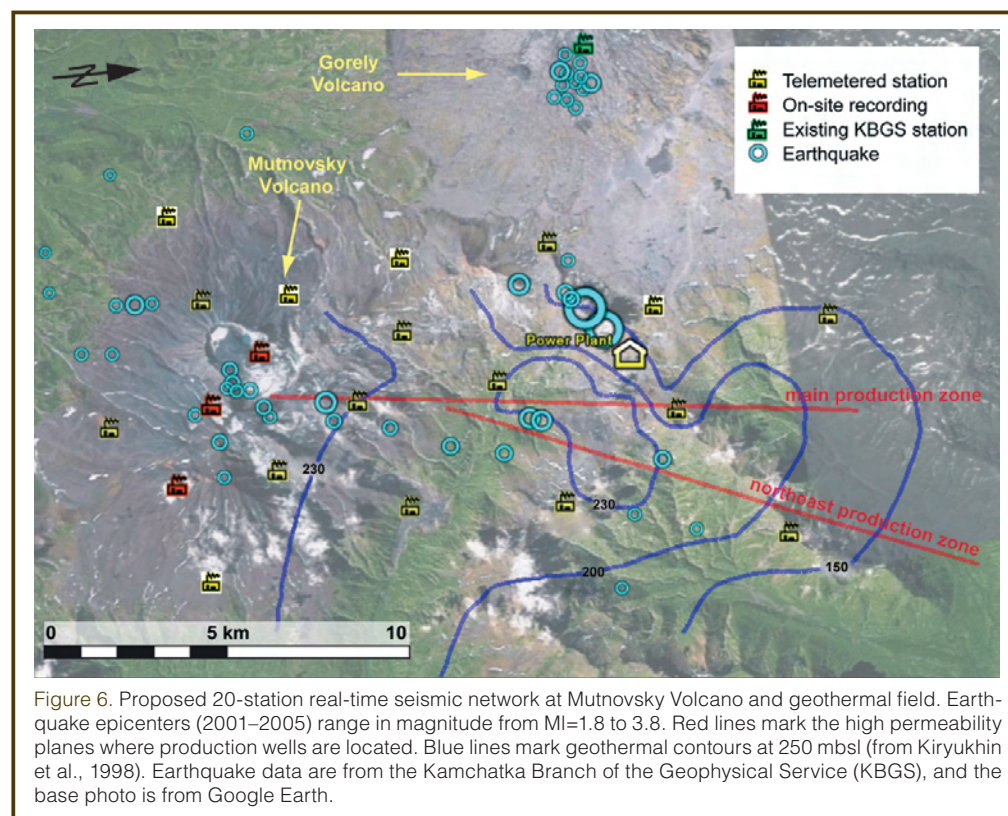 Gorely
Volcano
Telemetered station
On-site recording
Existing KBGS station
Earthquake
Mutnovsky
Volcano
Power Plant
main production zone
230
230
northeast production zone
200
150
0 5 km 10
Figure 6. Proposed 20-station real-time seismic network at Mutnovsky Volcano and geothermal field. Earth-
quake epicenters (2001–2005) range in magnitude from Ml=1.8 to 3.8. Red lines mark the high permeability
planes where production wells are located. Blue lines mark geothermal contours at 250 mbsl (from Kiryukhin
et al., 1998). Earthquake data are from the Kamchatka Branch of the Geophysical Service (KBGS), and the
base photo is from Google Earth.